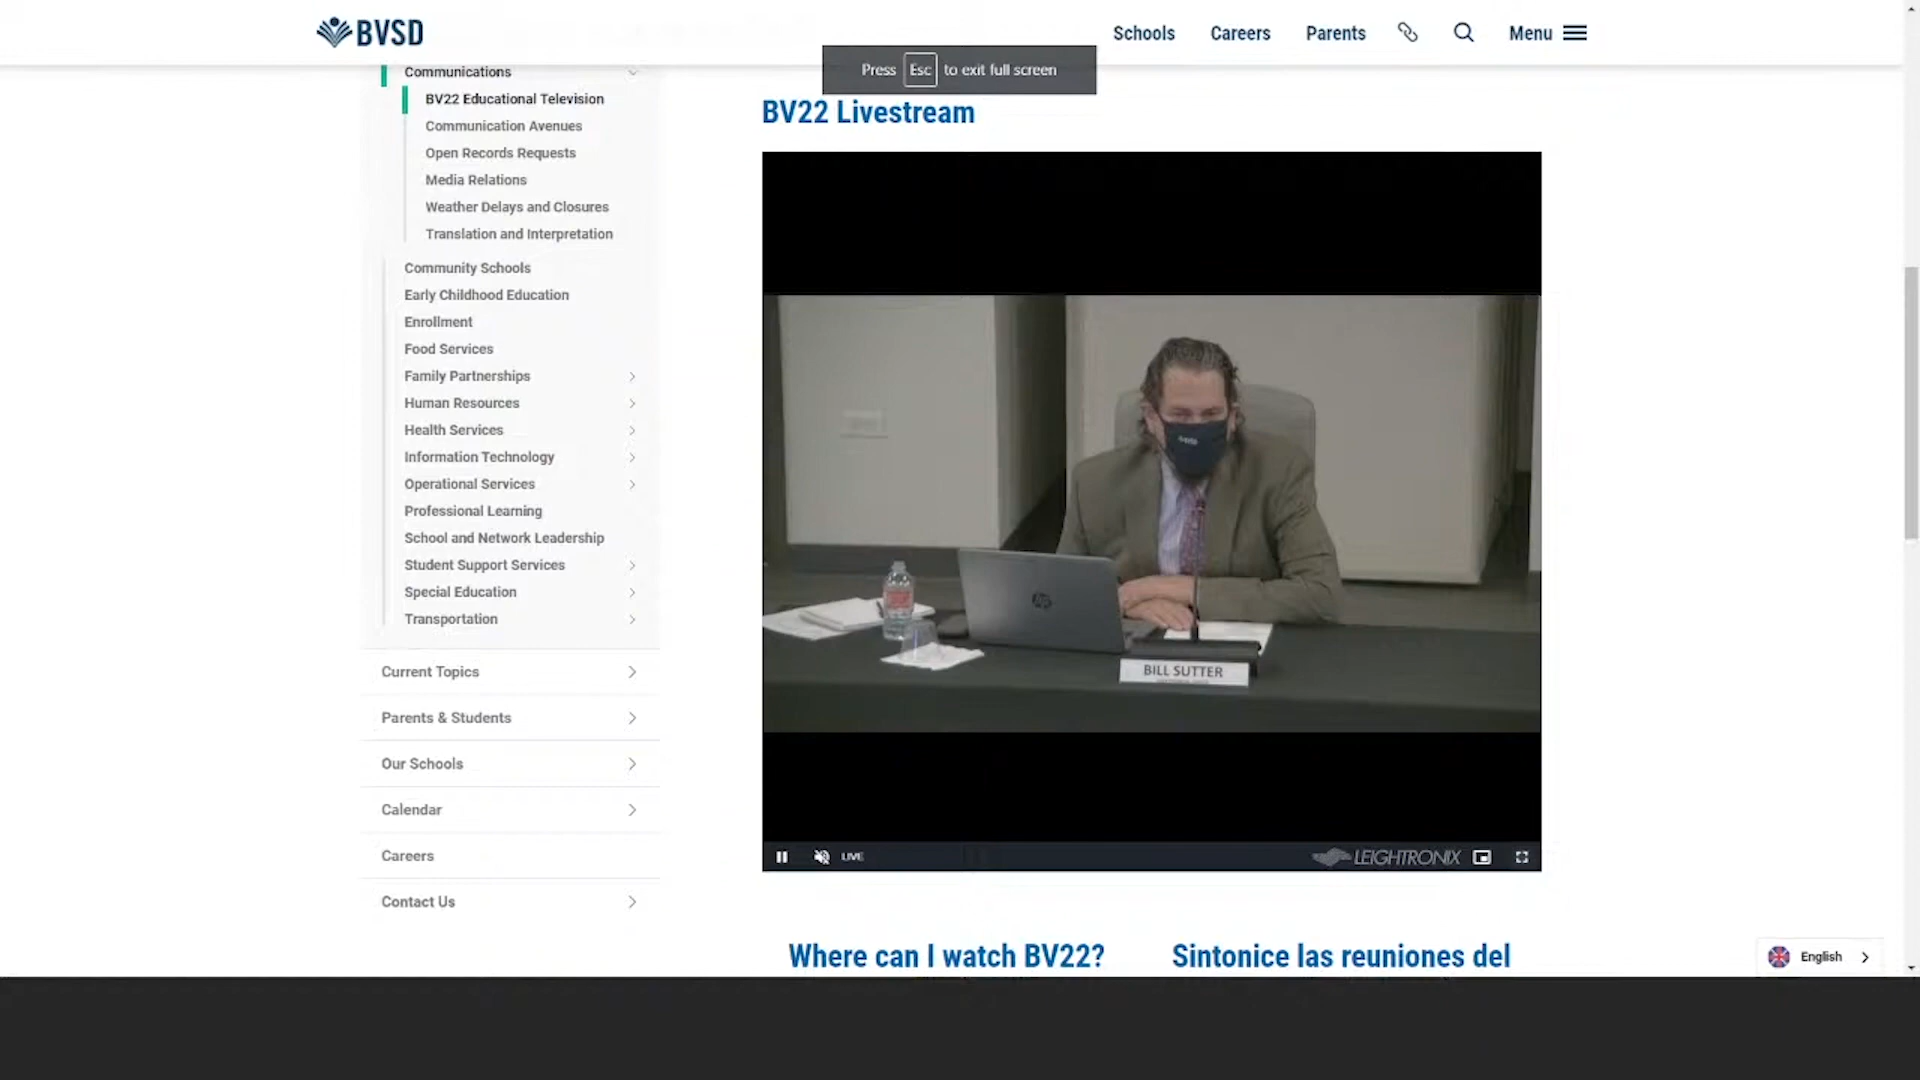 BVSD
Schools
Careers
Parents
Menu
Press Esc to exit full screen
Communications
BV22 Educational Television
Communication Avenues
Open Records Requests
Media Relations
Weather Delays and Closures
Translation and Interpretation
Community Schools
Early Childhood Education
Enrollment
Food Services
Family Partnerships
Human Resources
Health Services
Information Technology
Operational Services
Professional Learning
School and Network Leadership
Student Support Services
Special Education
Transportation
Current Topics
Parents & Students
Our Schools
Calendar
Careers
Contact Us
BV22 Livestream
BVSD
hp
BILL SUTTER
LIVE
LEIGHTRONIX
Where can I watch BV22?
Sintonice las reuniones del
English